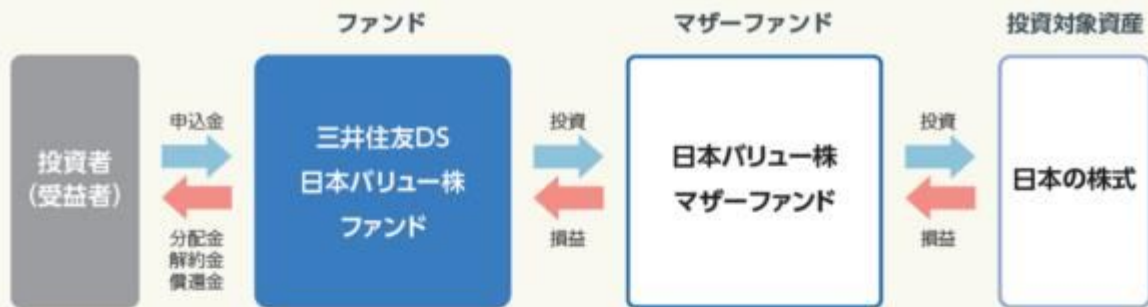 ファンド
マザーファンド
投資対象資産
投資者
(受益者)
申込金
分配金
解約金
償還金
三井住友DS
日本バリュー株
ファンド
投資
損益
日本バリュー株
マザーファンド
投資
損益
日本の株式